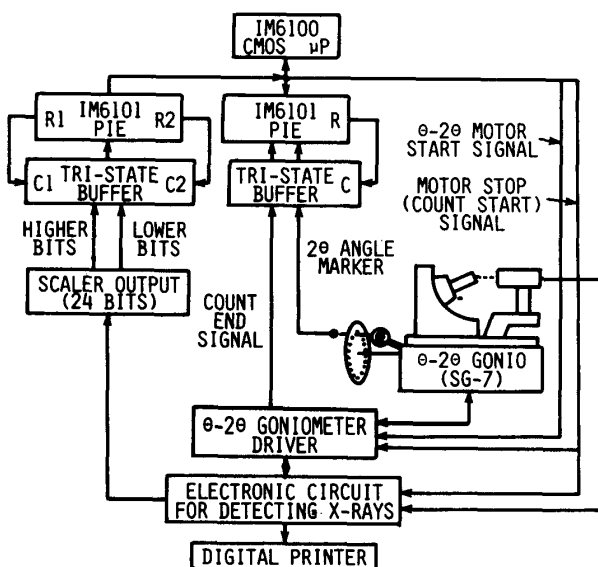 IM6100
CMOS μP
R1 IM6101 R2
PIE
IM6101 R
PIE
θ-2θ MOTOR
START SIGNAL
C1 TRI-STATE C2
BUFFER
TRI-STATE C
BUFFER
MOTOR STOP
(COUNT START)
SIGNAL
HIGHER
BITS
LOWER
BITS
2θ ANGLE
MARKER
SCALER OUTPUT
(24 BITS)
COUNT
END
SIGNAL
θ-2θ GONIO
(SG-7)
θ-2θ GONIOMETER
DRIVER
ELECTRONIC CIRCUIT
FOR DETECTING X-RAYS
DIGITAL PRINTER